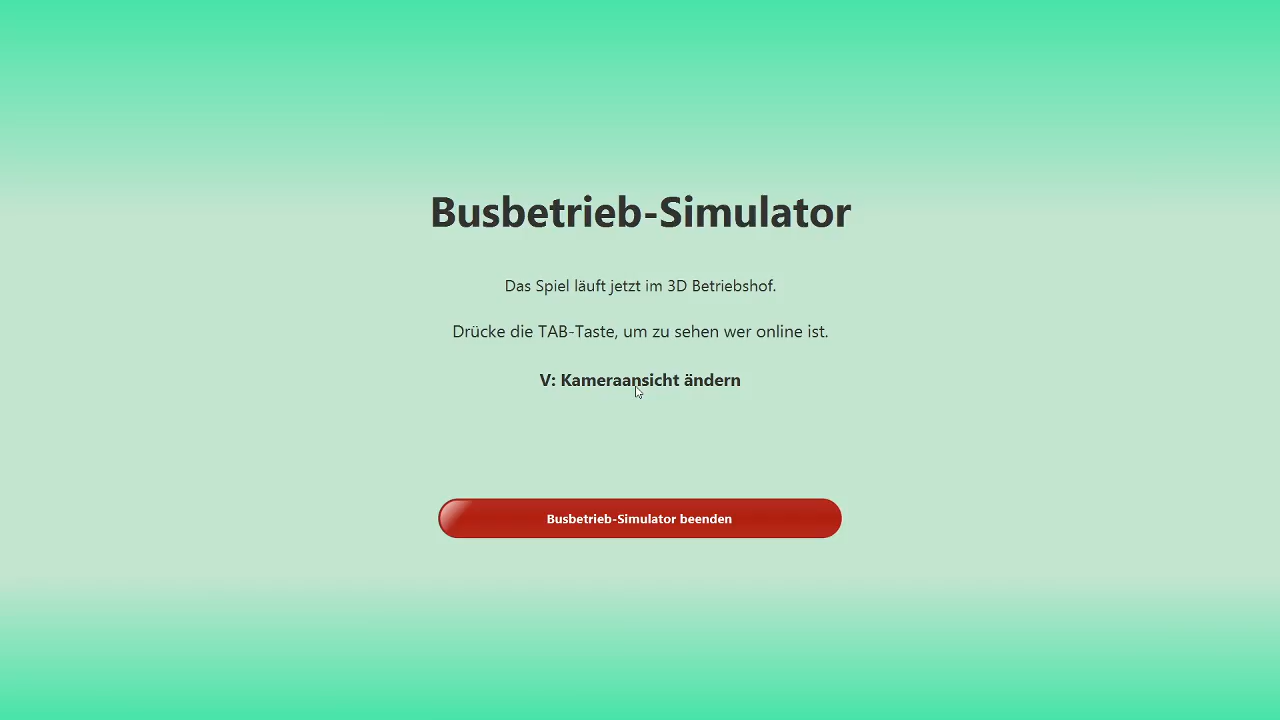 Busbetrieb-Simulator
Das Spiel läuft jetzt im 3D Betriebshof.
Drücke die TAB-Taste, um zu sehen wer online ist.
V: Kameraansicht ändern
Busbetrieb-Simulator beenden